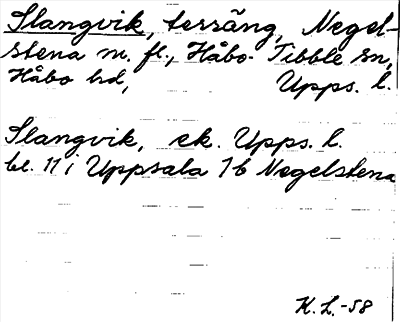 Slangvik, terräng, Negel-
stena m. fl., Håbo-Tibble sn,
Håbo hd, Upps. l.
Slangvik, ek. Upps. l.
bl. 11 i Uppsala 7 b Negelstena
K. L. -58